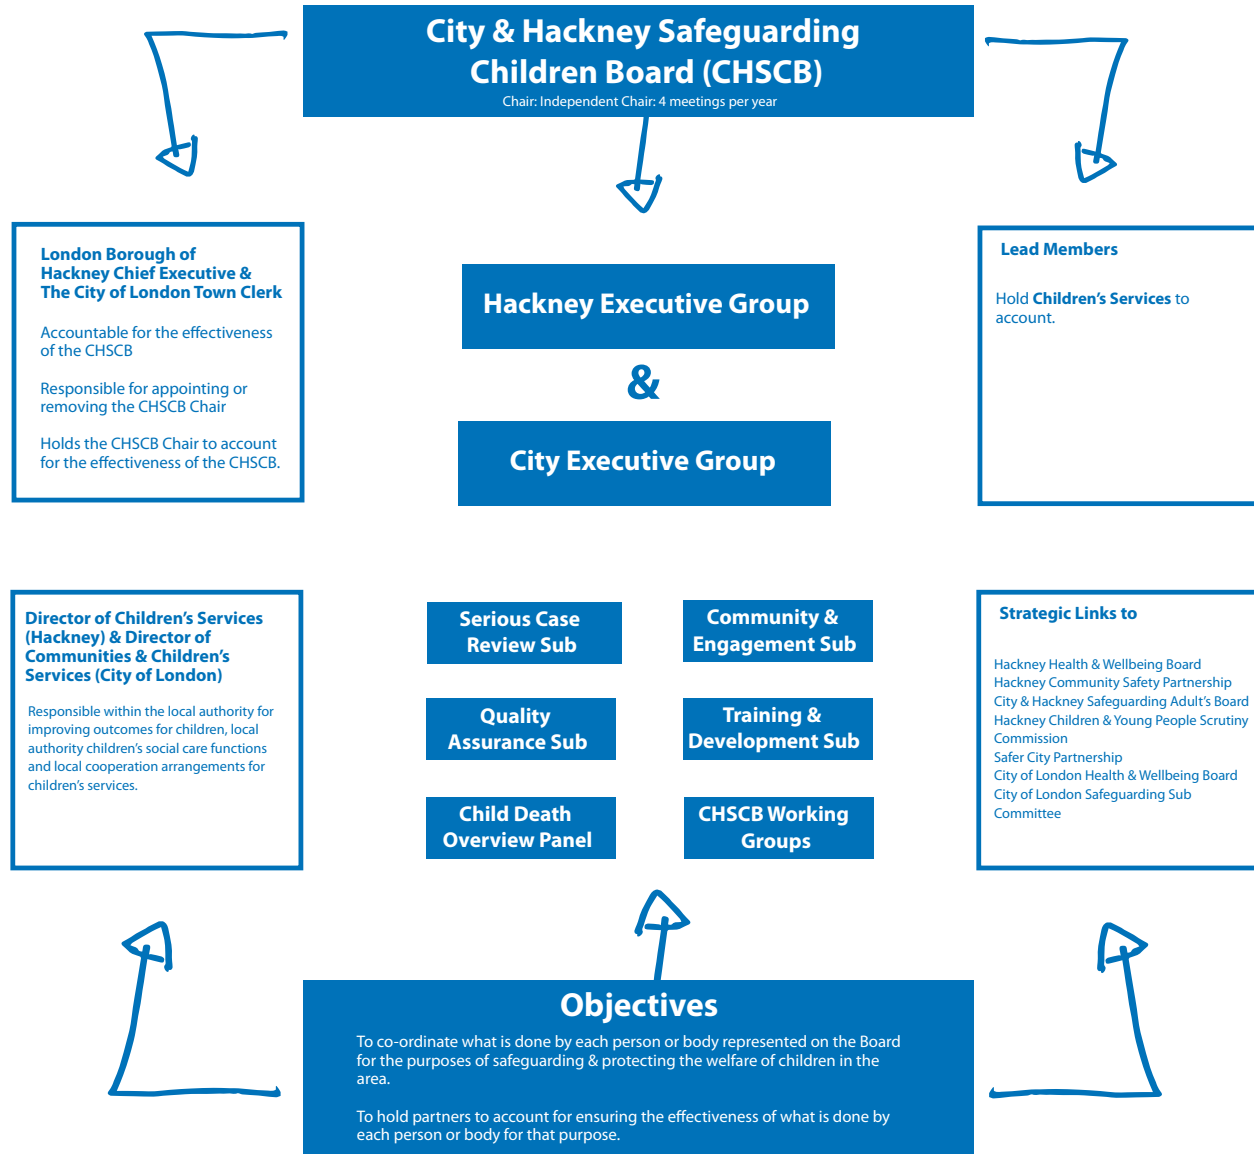 City & Hackney Safeguarding
Children Board (CHSCB)
Chair: Independent Chair: 4 meetings per year
London Borough of
Hackney Chief Executive &
The City of London Town Clerk
Accountable for the effectiveness
of the CHSCB
Responsible for appointing or
removing the CHSCB Chair
Holds the CHSCB Chair to account
for the effectiveness of the CHSCB.
Hackney Executive Group
&
City Executive Group
Lead Members
Hold Children's Services to
account.
Director of Children's Services
(Hackney) & Director of
Communities & Children's
Services (City of London)
Responsible within the local authority for
improving outcomes for children, local
authority children's social care functions
and local cooperation arrangements for
children's services.
Serious Case
Review Sub
Community &
Engagement Sub
Quality
Assurance Sub
Training &
Development Sub
Child Death
Overview Panel
CHSCB Working
Groups
Strategic Links to
Hackney Health & Wellbeing Board
Hackney Community Safety Partnership
City & Hackney Safeguarding Adult's Board
Hackney Children & Young People Scrutiny
Commission
Safer City Partnership
City of London Health & Wellbeing Board
City of London Safeguarding Sub
Committee
Objectives
To co-ordinate what is done by each person or body represented on the Board
for the purposes of safeguarding & protecting the welfare of children in the
area.
To hold partners to account for ensuring the effectiveness of what is done by
each person or body for that purpose.